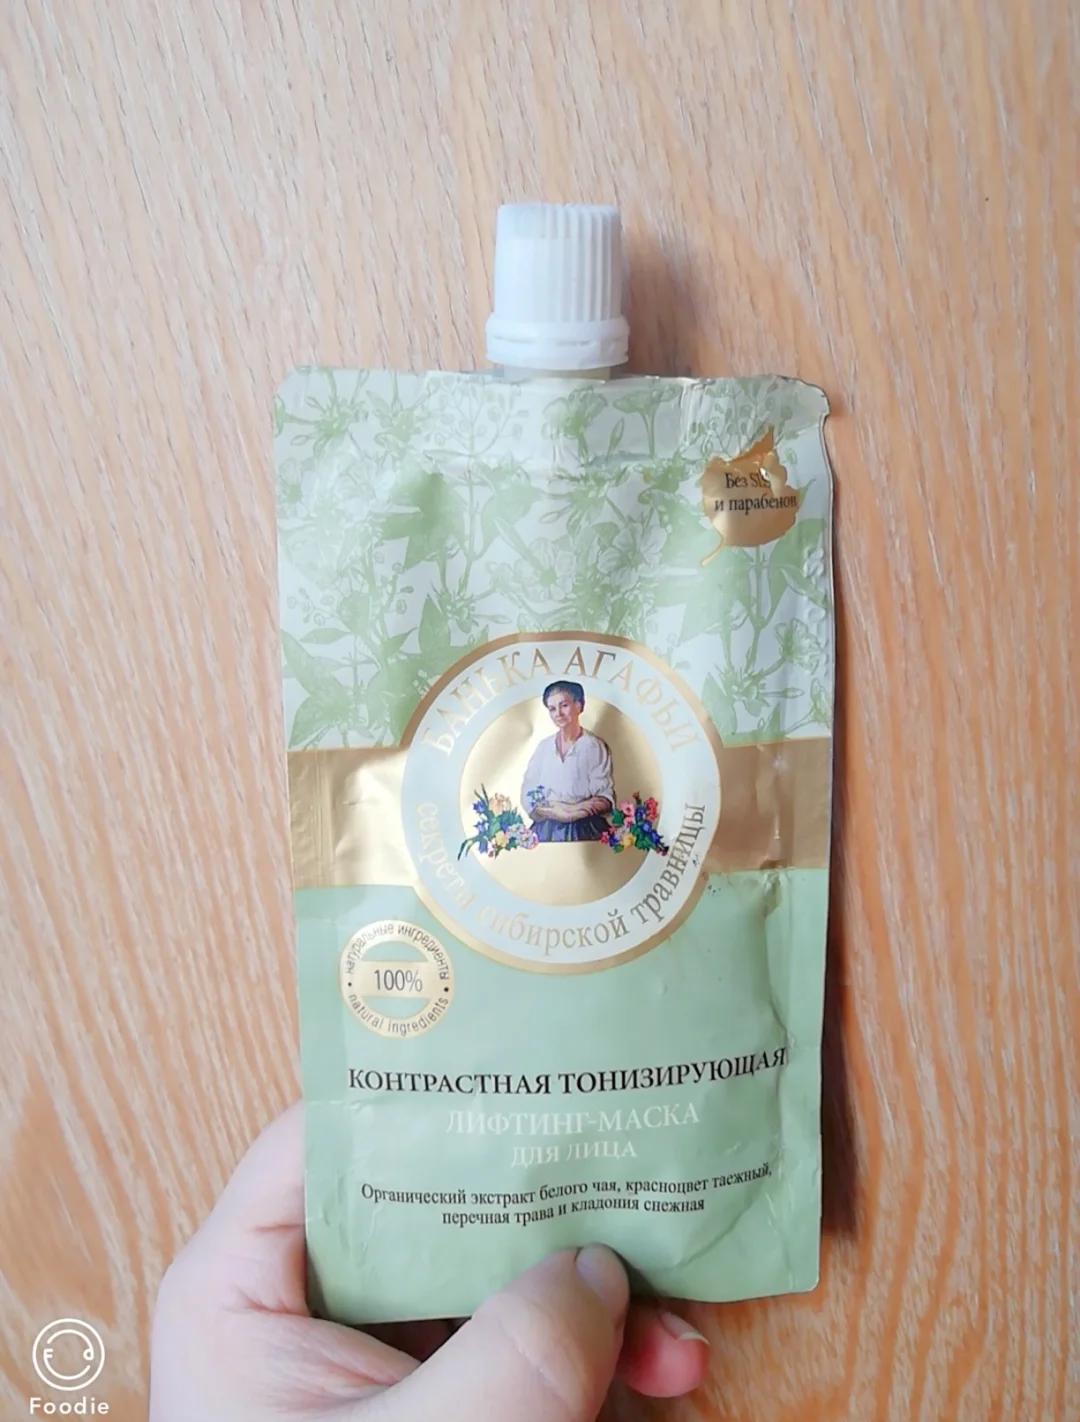 Без SLS
и парабенов
БАНЬКА АГАФЬИ
секреты сибирской травницы
натуральные ингредиенты
100%
natural ingredients
КОНТРАСТНАЯ ТОНИЗИРУЮЩАЯ
ЛИФТИНГ-МАСКА
ДЛЯ ЛИЦА
Органический экстракт белого чая, красноцвет таежный,
перечная трава и кладония снежная
Foodie